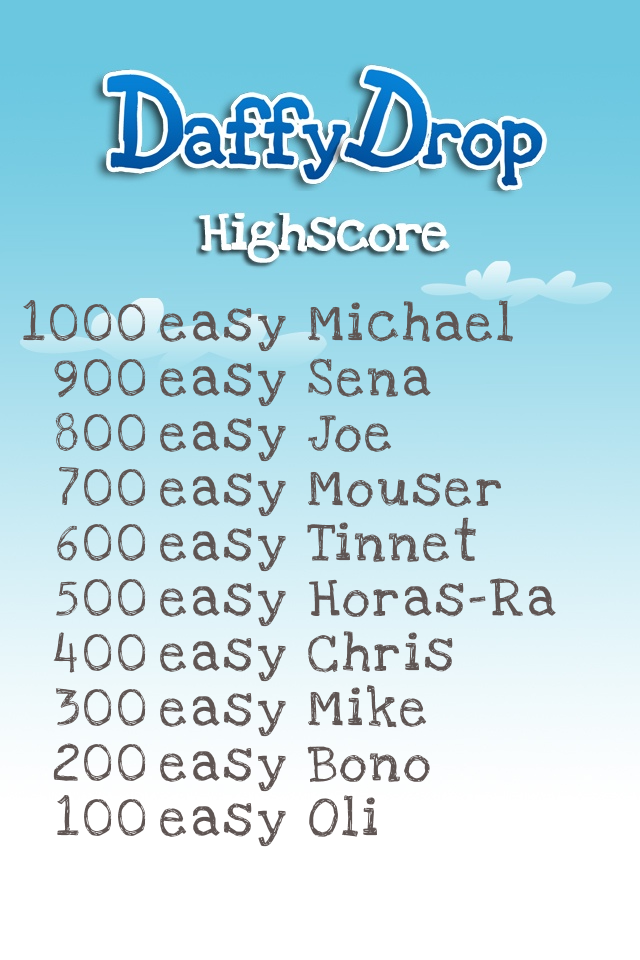 DaffyDrop
Highscore
1000 easy Michael
900 easy Sena
800 easy Joe
700 easy Mouser
600 easy Tinnet
500 easy Horas-Ra
400 easy Chris
300 easy Mike
200 easy Bono
100 easy Oli